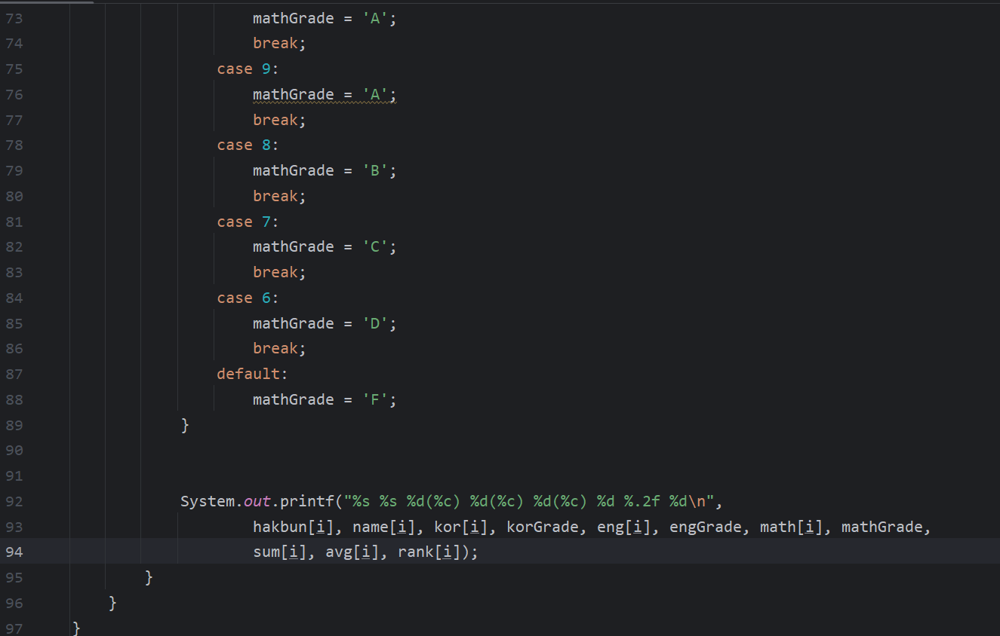 73 mathGrade = 'A';
74 break;
75 case 9:
76 mathGrade = 'A';
77 break;
78 case 8:
79 mathGrade = 'B';
80 break;
81 case 7:
82 mathGrade = 'C';
83 break;
84 case 6:
85 mathGrade = 'D';
86 break;
87 default:
88 mathGrade = 'F';
89 }
90
91
92 System.out.printf("%s %s %d(%c) %d(%c) %d(%c) %d %.2f %d\n",
93 hakbun[i], name[i], kor[i], korGrade, eng[i], engGrade, math[i], mathGrade,
94 sum[i], avg[i], rank[i]);
95 }
96 }
97 }